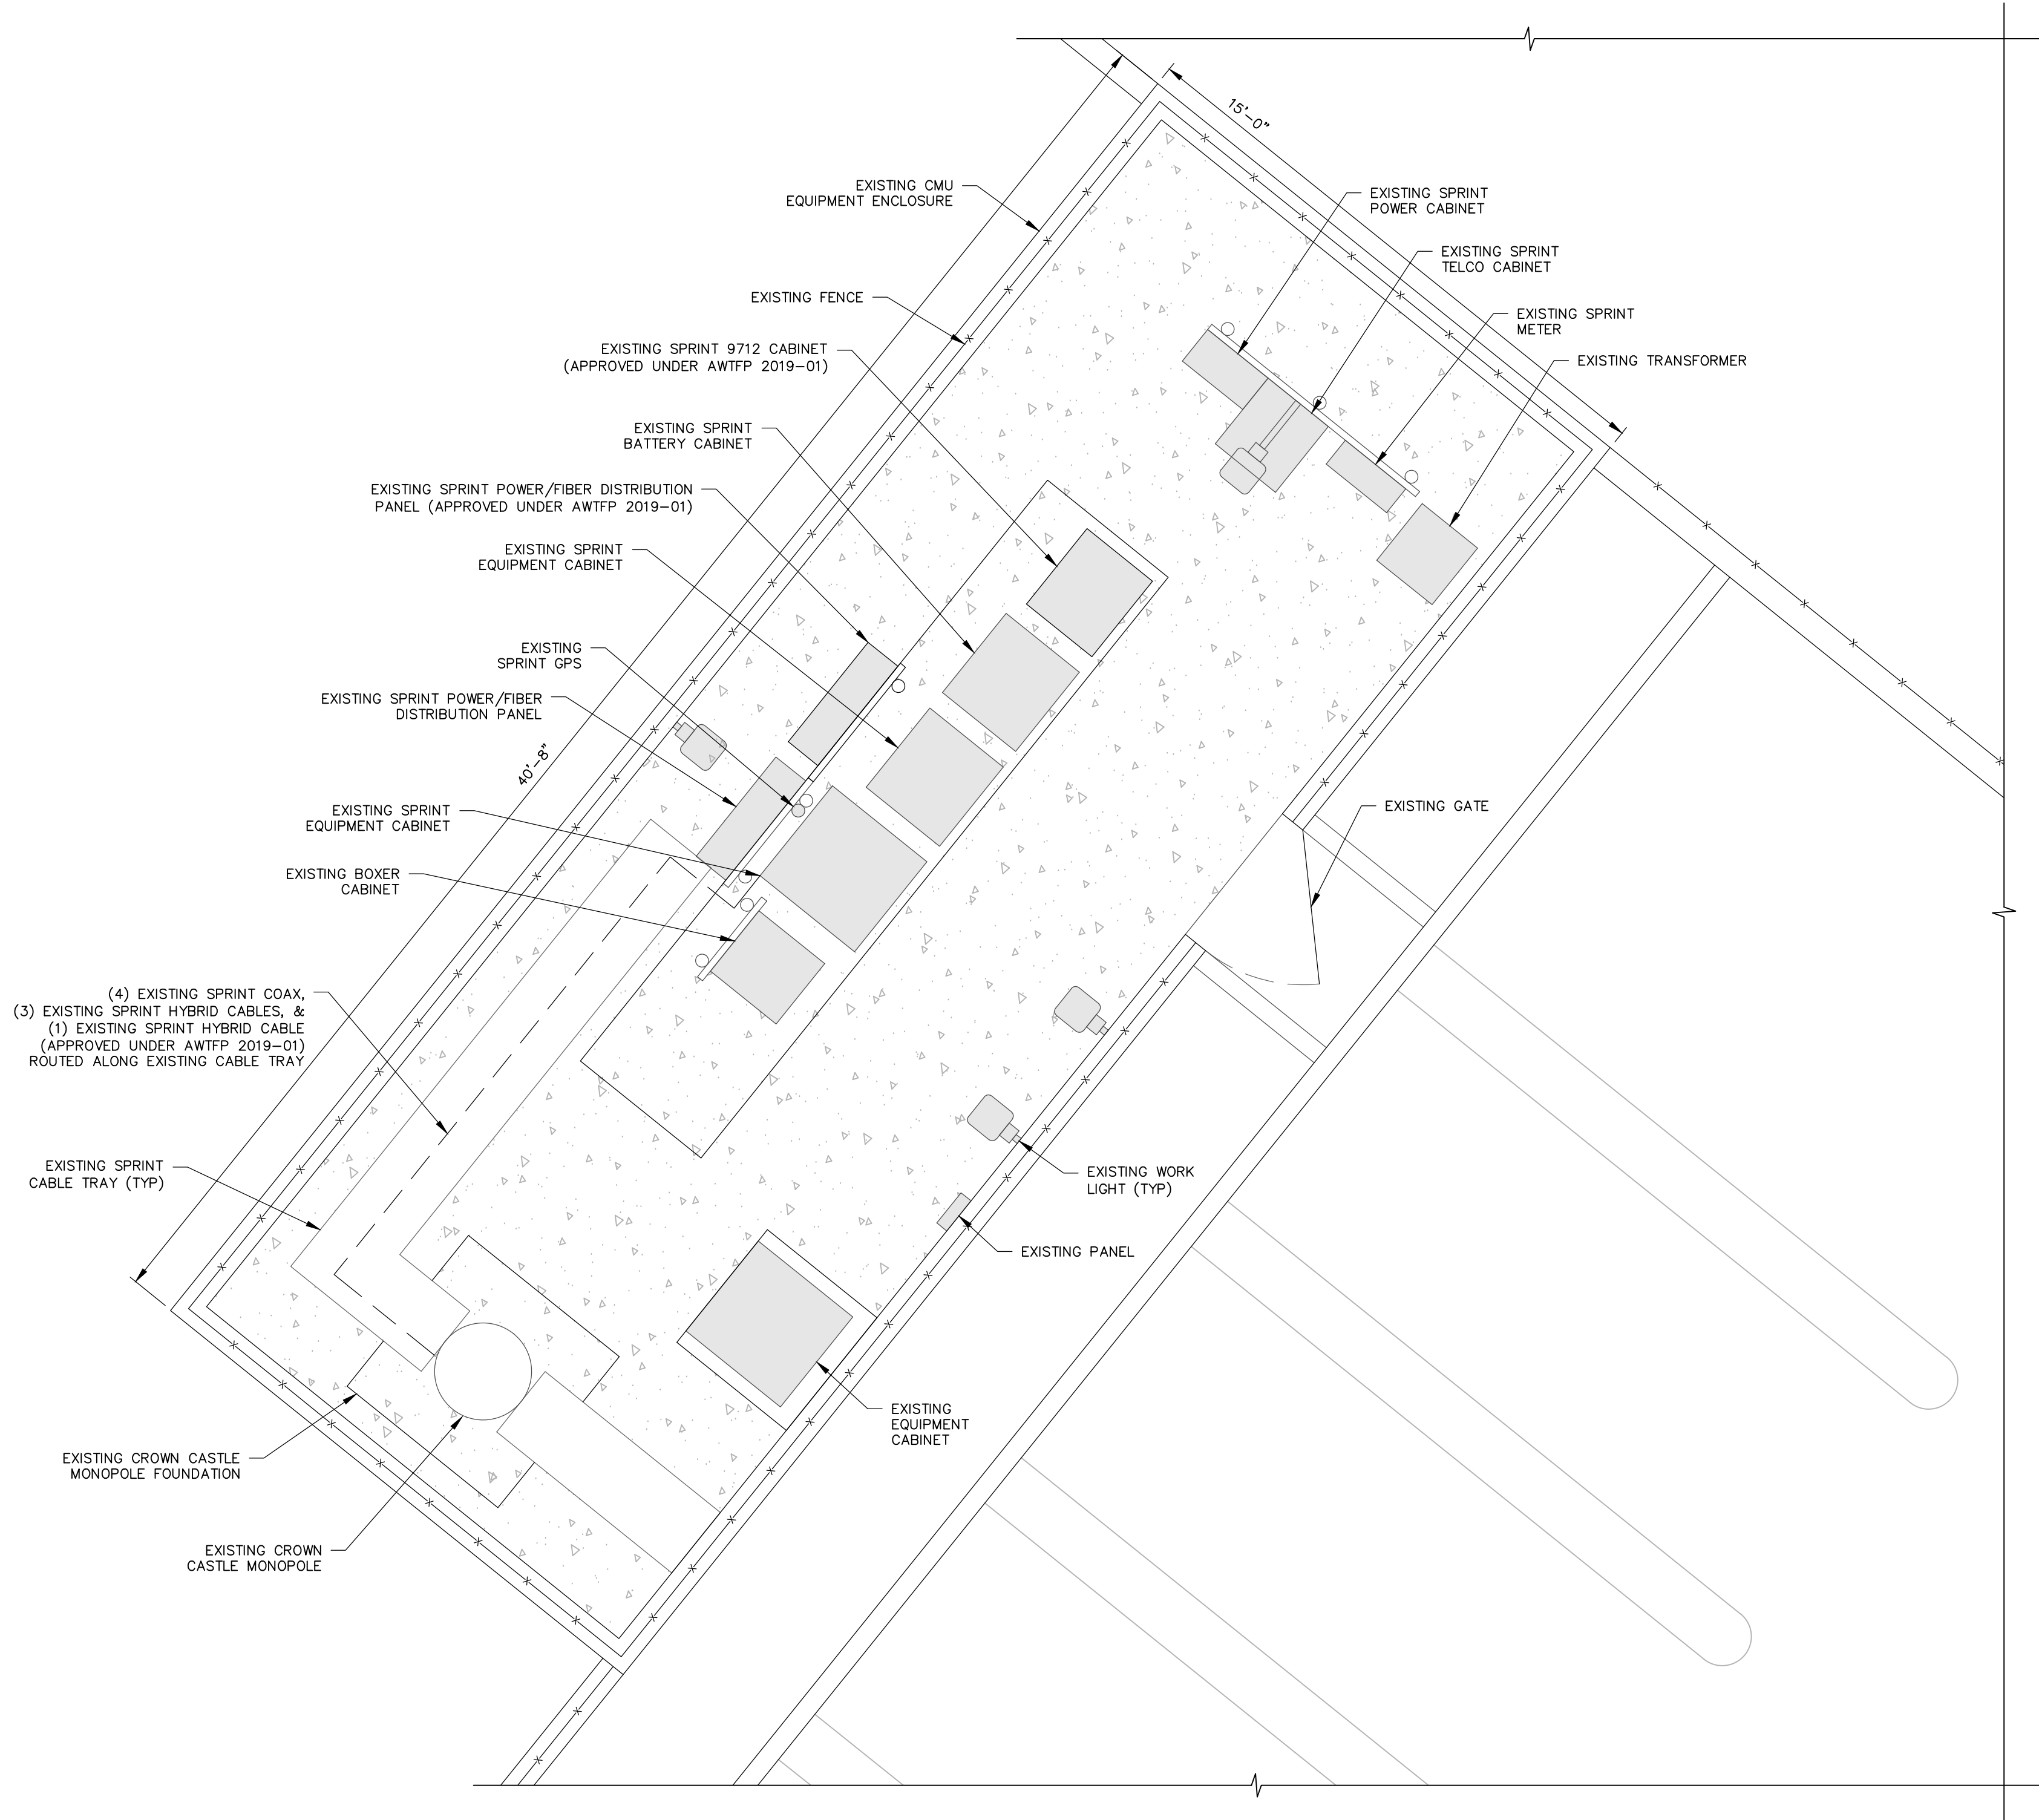 15'-0"
EXISTING CMU
EQUIPMENT ENCLOSURE
EXISTING SPRINT
POWER CABINET
EXISTING SPRINT
TELCO CABINET
EXISTING FENCE
EXISTING SPRINT
METER
EXISTING SPRINT 9712 CABINET
(APPROVED UNDER AWTFP 2019-01)
EXISTING TRANSFORMER
EXISTING SPRINT
BATTERY CABINET
EXISTING SPRINT POWER/FIBER DISTRIBUTION
PANEL (APPROVED UNDER AWTFP 2019-01)
EXISTING SPRINT
EQUIPMENT CABINET
EXISTING
SPRINT GPS
EXISTING SPRINT POWER/FIBER
DISTRIBUTION PANEL
40'-8"
EXISTING SPRINT
EQUIPMENT CABINET
EXISTING GATE
EXISTING BOXER
CABINET
(4) EXISTING SPRINT COAX,
(3) EXISTING SPRINT HYBRID CABLES, &
(1) EXISTING SPRINT HYBRID CABLE
(APPROVED UNDER AWTFP 2019-01)
ROUTED ALONG EXISTING CABLE TRAY
EXISTING SPRINT
CABLE TRAY (TYP)
EXISTING WORK
LIGHT (TYP)
EXISTING PANEL
EXISTING
EQUIPMENT
CABINET
EXISTING CROWN CASTLE
MONOPOLE FOUNDATION
EXISTING CROWN
CASTLE MONOPOLE